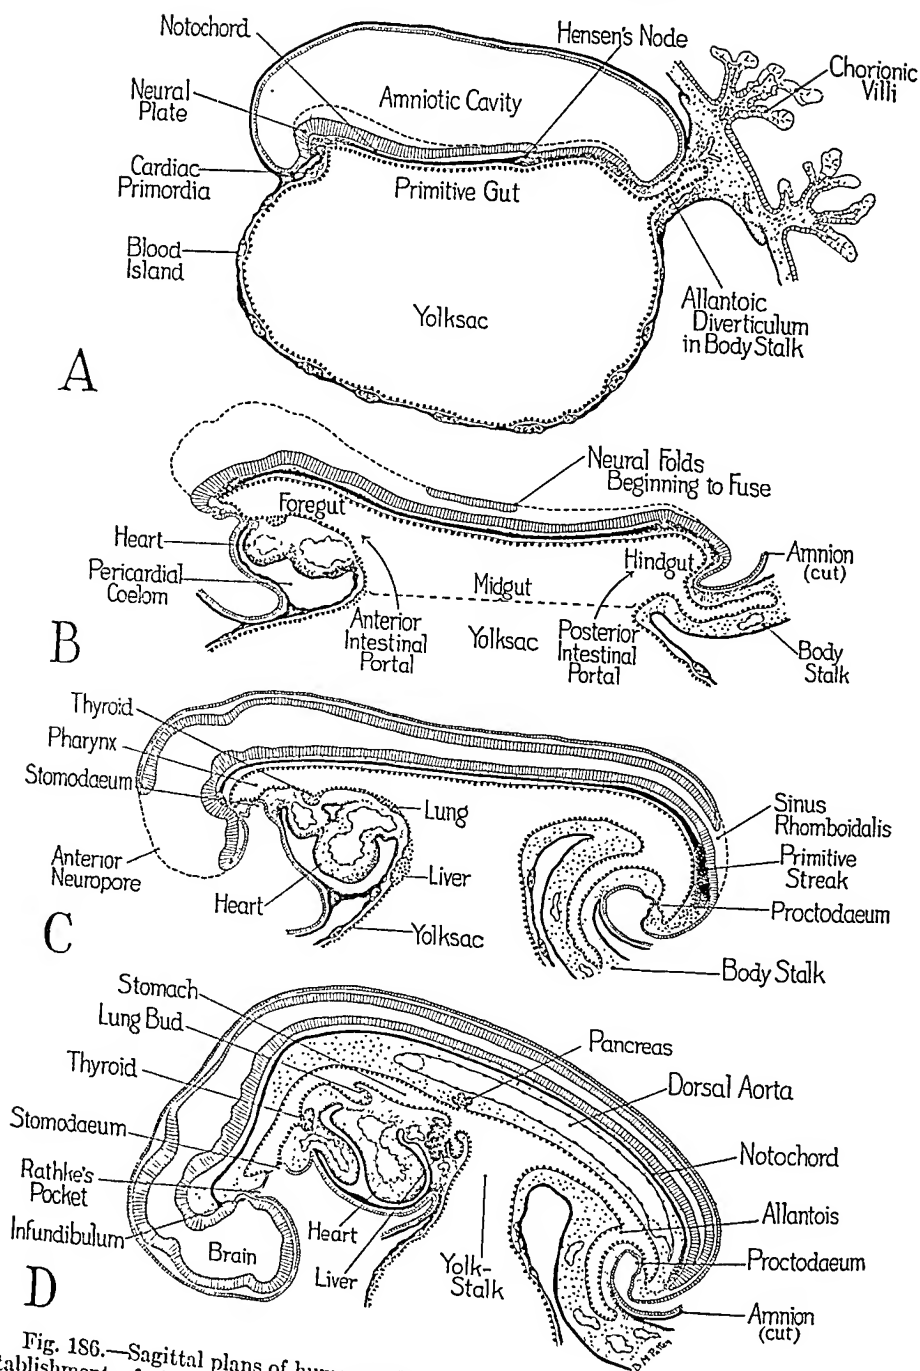 Notochord
Hensen's Node
Chorionic
Villi
Neural
Plate
Amniotic Cavity
Cardiac
Primordia
Primitive Gut
Blood
Island
Yolksac
Allantoic
Diverticulum
in Body Stalk
A
Neural Folds
Beginning to Fuse
Foregut
Heart
Hindgut
Amnion
(cut)
Pericardial
Coelom
Midgut
Anterior
Intestinal
Portal
Yolksac
Posterior
Intestinal
Portal
Body
Stalk
B
Thyroid
Pharynx
Stomodaeum
Lung
Sinus
Rhomboidalis
Anterior
Neuropore
Primitive
Streak
Heart
Liver
Proctodaeum
Yolksac
Body Stalk
C
Stomach
Lung Bud
Pancreas
Thyroid
Dorsal Aorta
Stomodaeum
Notochord
Rathke's
Pocket
Allantois
Infundibulum
Brain
Heart
Liver
Yolk-
Stalk
Proctodaeum
Amnion
(cut)
D
Fig. 186.—Sagittal plans of